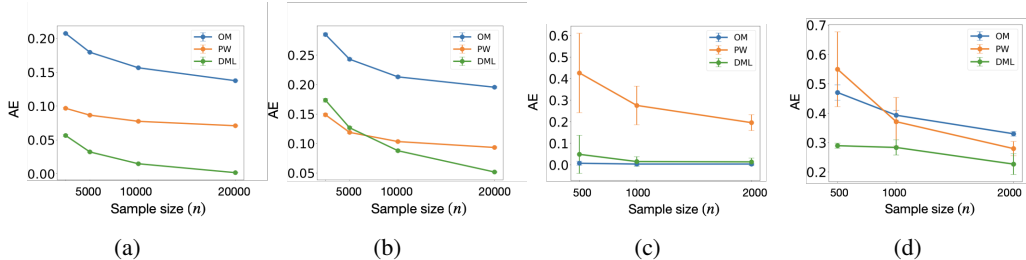 AE
0.20
0.15
0.10
0.05
0.00
OM
PW
DML
5000 10000 20000
Sample size (n)
(a)
AE
0.25
0.20
0.15
0.10
0.05
OM
PW
DML
5000 10000 20000
Sample size (n)
(b)
AE
0.6
0.5
0.4
0.3
0.2
0.1
0.0
OM
PW
DML
500 1000 2000
Sample size (n)
(c)
AE
0.7
0.6
0.5
0.4
0.3
0.2
OM
PW
DML
500 1000 2000
Sample size (n)
(d)